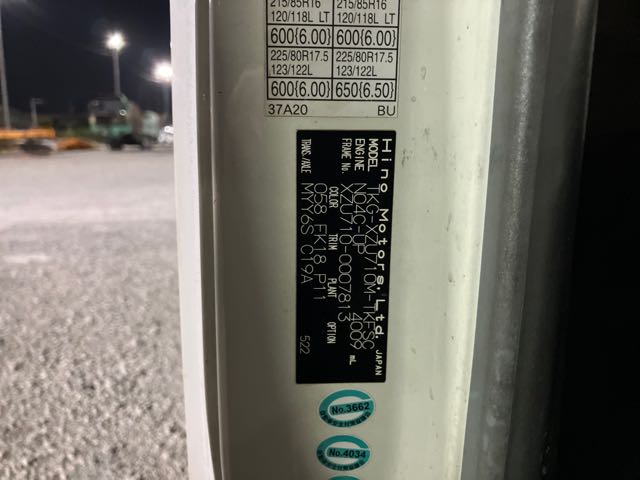 215/85R16 215/85R16
120/118L LT 120/118L LT
600{6.00} 600{6.00}
225/80R17.5 225/80R17.5
123/122L 123/122L
600{6.00} 650{6.50}
37A20 BU
Hino Motors, Ltd. JAPAN
MODEL TKG-XZU710M-TKFSC
ENGINE N04C-UP 4009 mL
FRAME No. XZU710-0007813
COLOR TRIM PLANT OPTION
058 FK18 P11 522
TRANS./AXLE MYY6S C19A
No.3662
No.4034